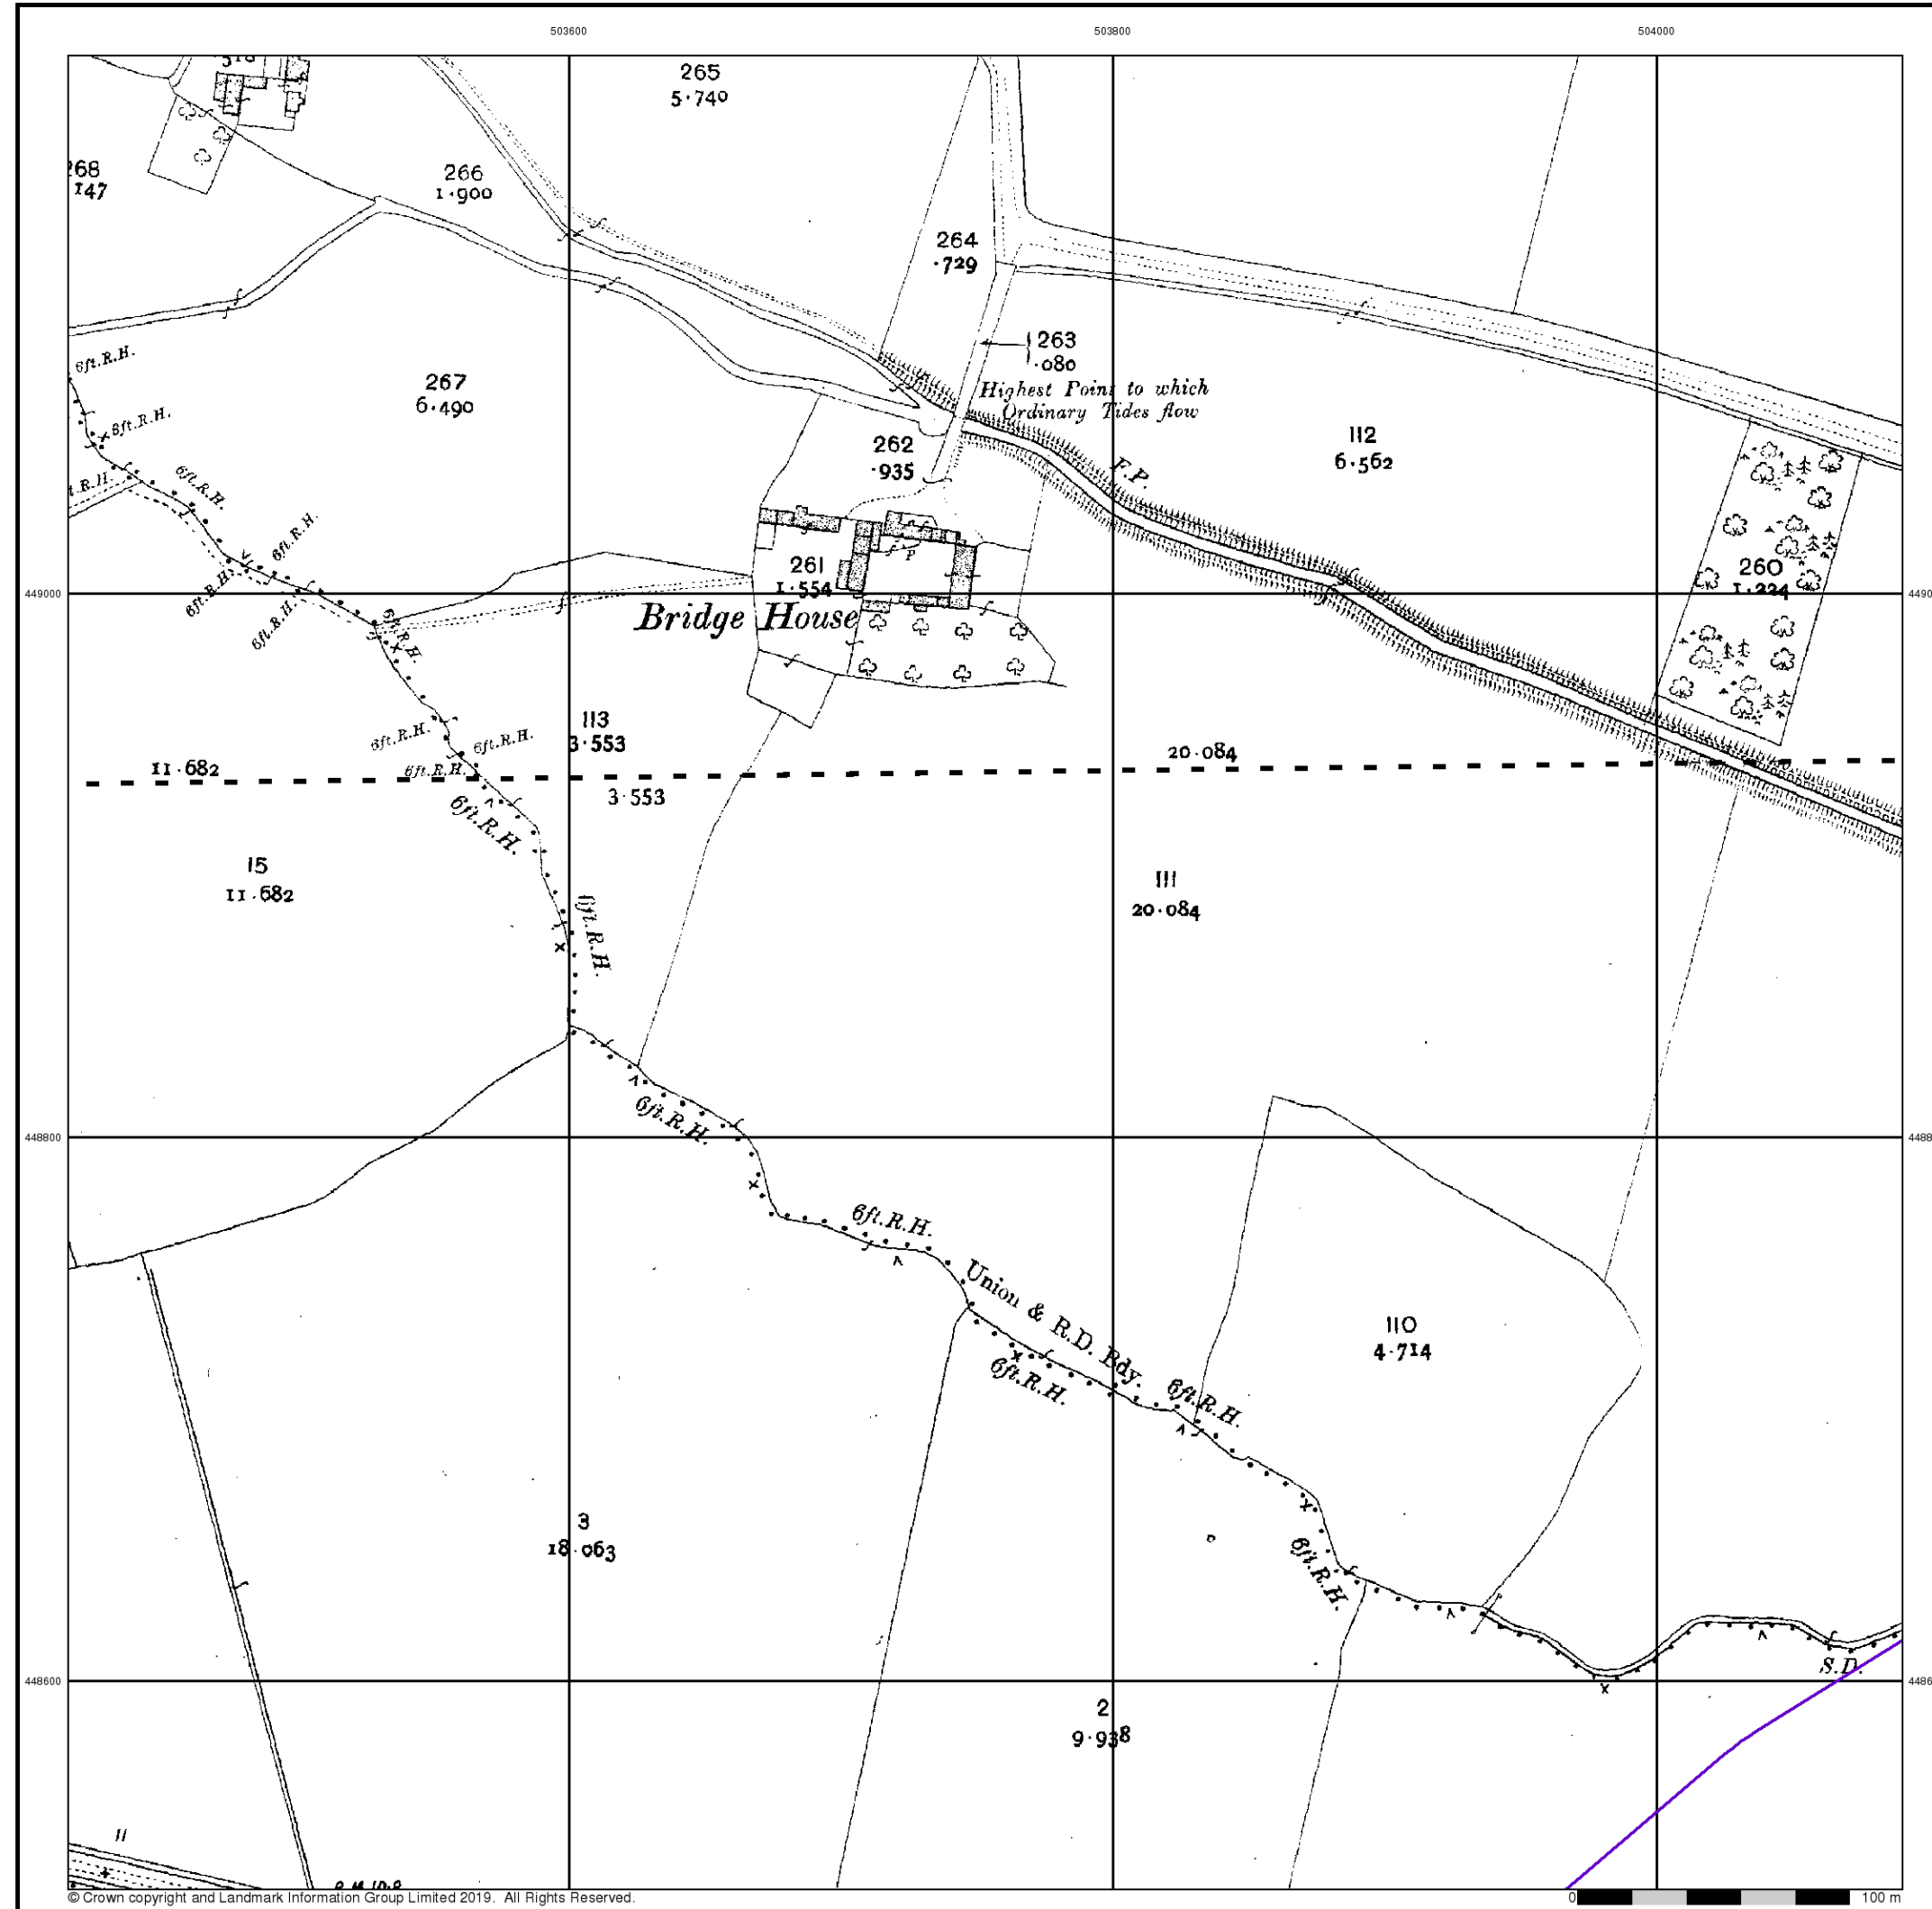 503600
503800
504000
265
5·740
268
147
266
1·900
264
·729
263
·080
6ft.R.H.
267
6·490
Highest Point to which
Ordinary Tides flow
6ft.R.H.
262
·935
112
6·562
F.P.
6ft.R.H.
6ft.R.H.
261
1·554
P
260
1·224
449000
6ft.R.H.
6ft.R.H.
6ft.R.H.
Bridge House
113
3·553
6ft.R.H.
6ft.R.H.
6ft.R.H.
11·682
20·084
3·553
6ft.R.H.
15
11·682
111
20·084
6ft.R.H.
6ft.R.H.
448800
6ft.R.H.
Union & R.D. Bdy.
110
4·714
6ft.R.H.
6ft.R.H.
3
18·063
6ft.R.H.
S.D.
448600
2
9·938
11
© Crown copyright and Landmark Information Group Limited 2019. All Rights Reserved.
0
100 m